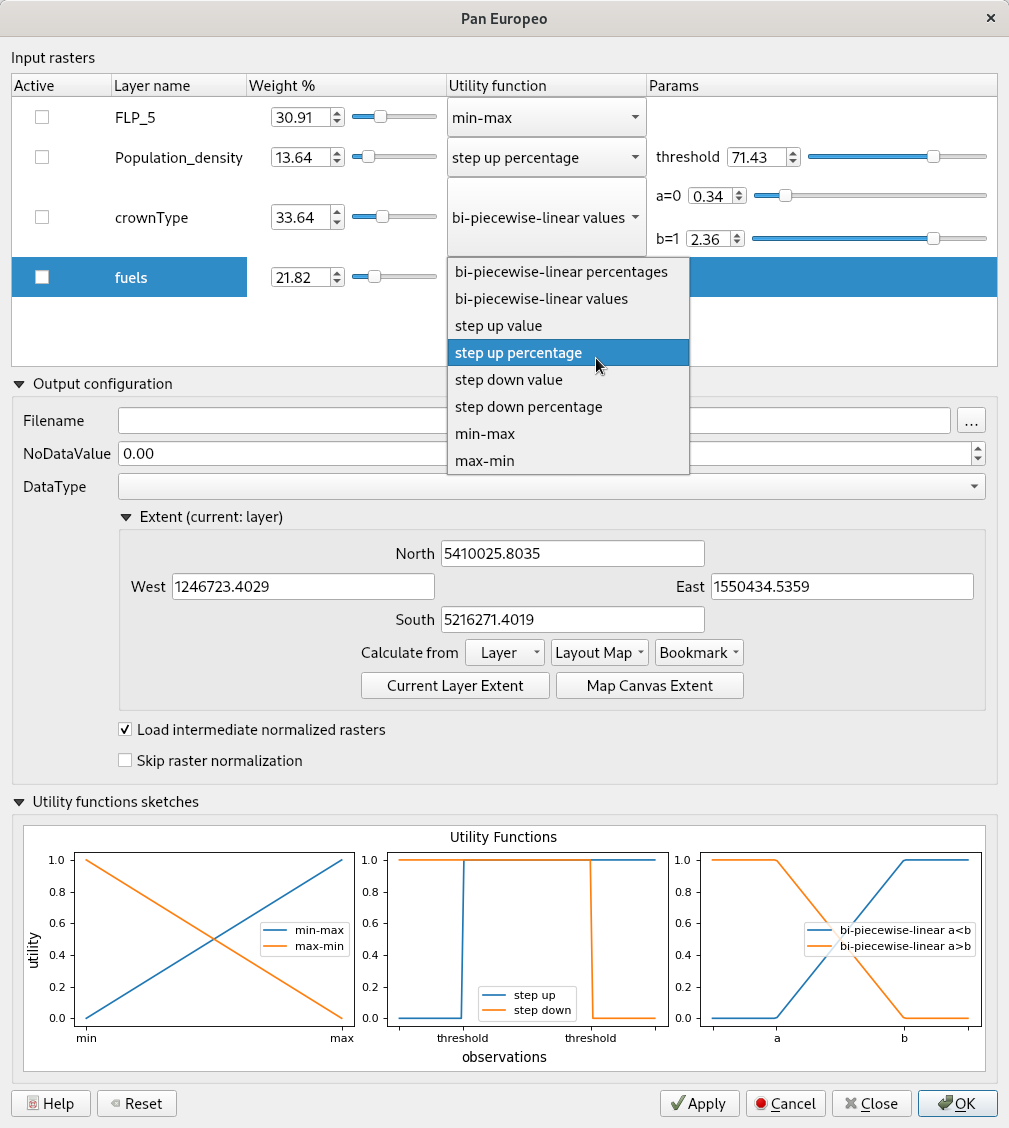 Pan Europeo
Input rasters
Active Layer name Weight % Utility function Params
FLP_5 30.91 min-max
Population_density 13.64 step up percentage threshold 71.43
crownType 33.64 bi-piecewise-linear values a=0 0.34
b=1 2.36
fuels 21.82
bi-piecewise-linear percentages
bi-piecewise-linear values
step up value
step up percentage
step down value
step down percentage
min-max
max-min
Output configuration
Filename ...
NoDataValue 0.00
DataType
Extent (current: layer)
North 5410025.8035
West 1246723.4029 East 1550434.5359
South 5216271.4019
Calculate from Layer Layout Map Bookmark
Current Layer Extent Map Canvas Extent
Load intermediate normalized rasters
Skip raster normalization
Utility functions sketches
Utility Functions
utility
1.0
0.8
0.6
0.4
0.2
0.0
min-max
max-min
min max
1.0
0.8
0.6
0.4
0.2
0.0
step up
step down
threshold threshold
observations
1.0
0.8
0.6
0.4
0.2
0.0
bi-piecewise-linear a<b
bi-piecewise-linear a>b
a b
Help Reset Apply Cancel Close OK